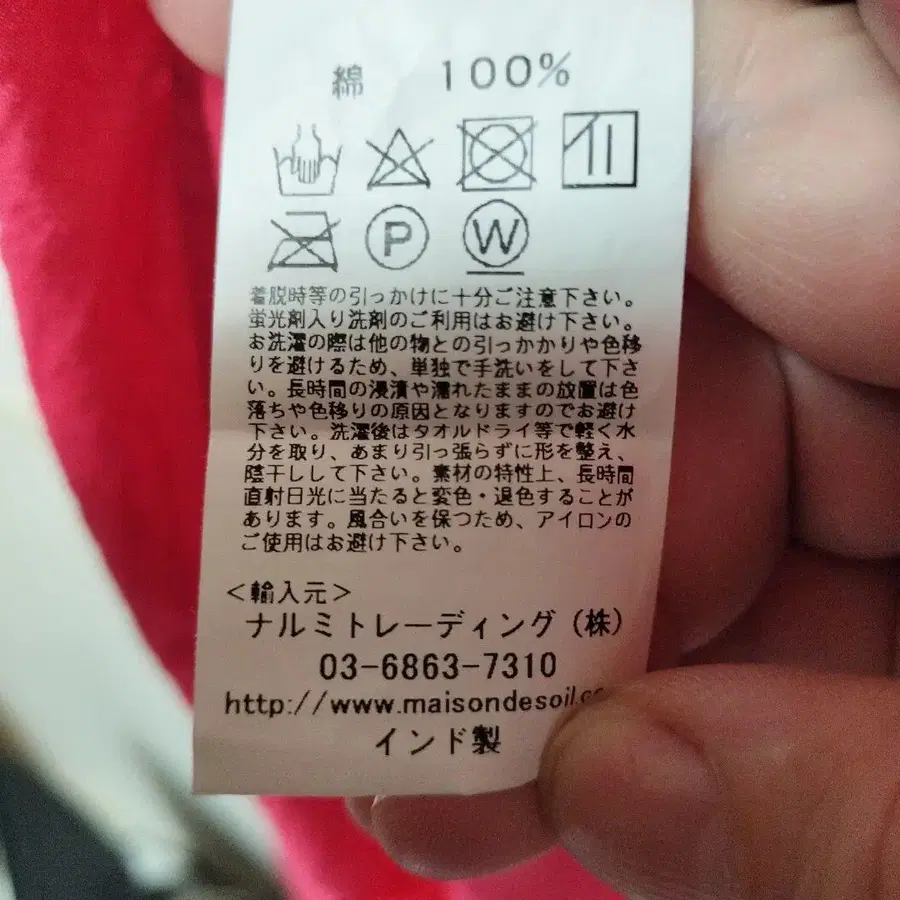 綿 100%
P W
着脱時等の引っかけに十分ご注意下さい。
蛍光剤入り洗剤のご利用はお避け下さい。
お洗濯の際は他の物との引っかかりや色移
りを避けるため、単独で手洗いをして下さ
い。長時間の浸漬や濡れたままの放置は色
落ちや色移りの原因となりますのでお避け
下さい。洗濯後はタオルドライ等で軽く水
分を取り、あまり引っ張らずに形を整え、
陰干しして下さい。素材の特性上、長時間
直射日光に当たると変色・退色することが
あります。風合いを保つため、アイロンの
ご使用はお避け下さい。
<輸入元>
ナルミトレーディング(株)
03-6863-7310
http://www.maisondesoil.c
インド製